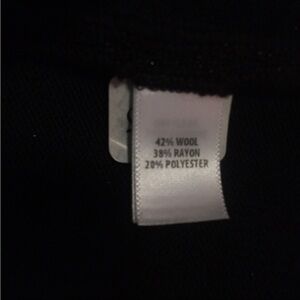 42% WOOL
38% RAYON
20% POLYESTER